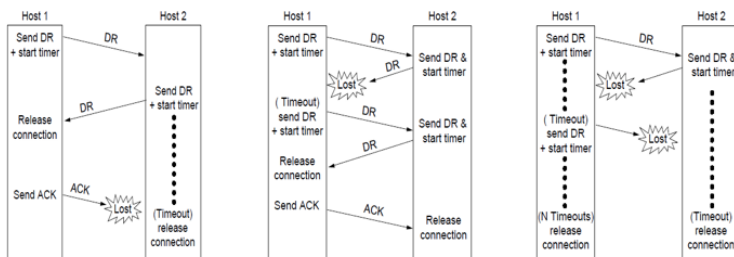 Host 1
Host 2
Send DR
+ start timer
DR
Send DR
+ start timer
DR
Release
connection
Send ACK
ACK
Lost
(Timeout)
release
connection
Host 1
Host 2
Send DR
+ start timer
DR
Send DR &
start timer
DR
Lost
( Timeout)
send DR
+ start timer
DR
Send DR &
start timer
DR
Release
connection
Send ACK
ACK
Release
connection
Host 1
Host 2
Send DR
+ start timer
DR
Send DR &
start timer
Lost
( Timeout)
send DR
+ start timer
Lost
(N Timeouts)
release
connection
(Timeout)
release
connection